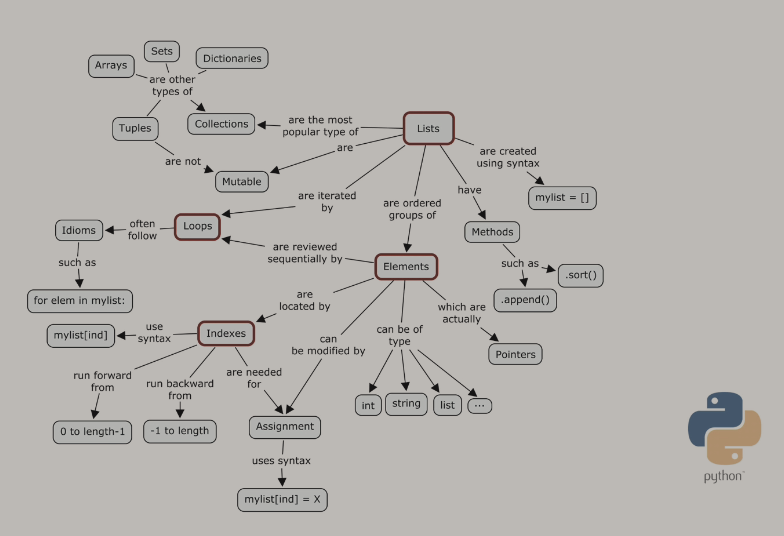 Sets
Arrays
Dictionaries
are other
types of
Tuples
Collections
are the most
popular type of
Lists
are not
are
Mutable
are created
using syntax
mylist = []
are iterated
by
have
are ordered
groups of
Methods
Idioms
often
follow
Loops
such as
are reviewed
sequentially by
Elements
such as
.sort()
.append()
for elem in mylist:
are
located by
which are
actually
mylist[ind]
use
syntax
Indexes
can
be modified by
can be of
type
Pointers
run forward
from
run backward
from
are needed
for
int
string
list
...
0 to length-1
-1 to length
Assignment
uses syntax
mylist[ind] = X
python™